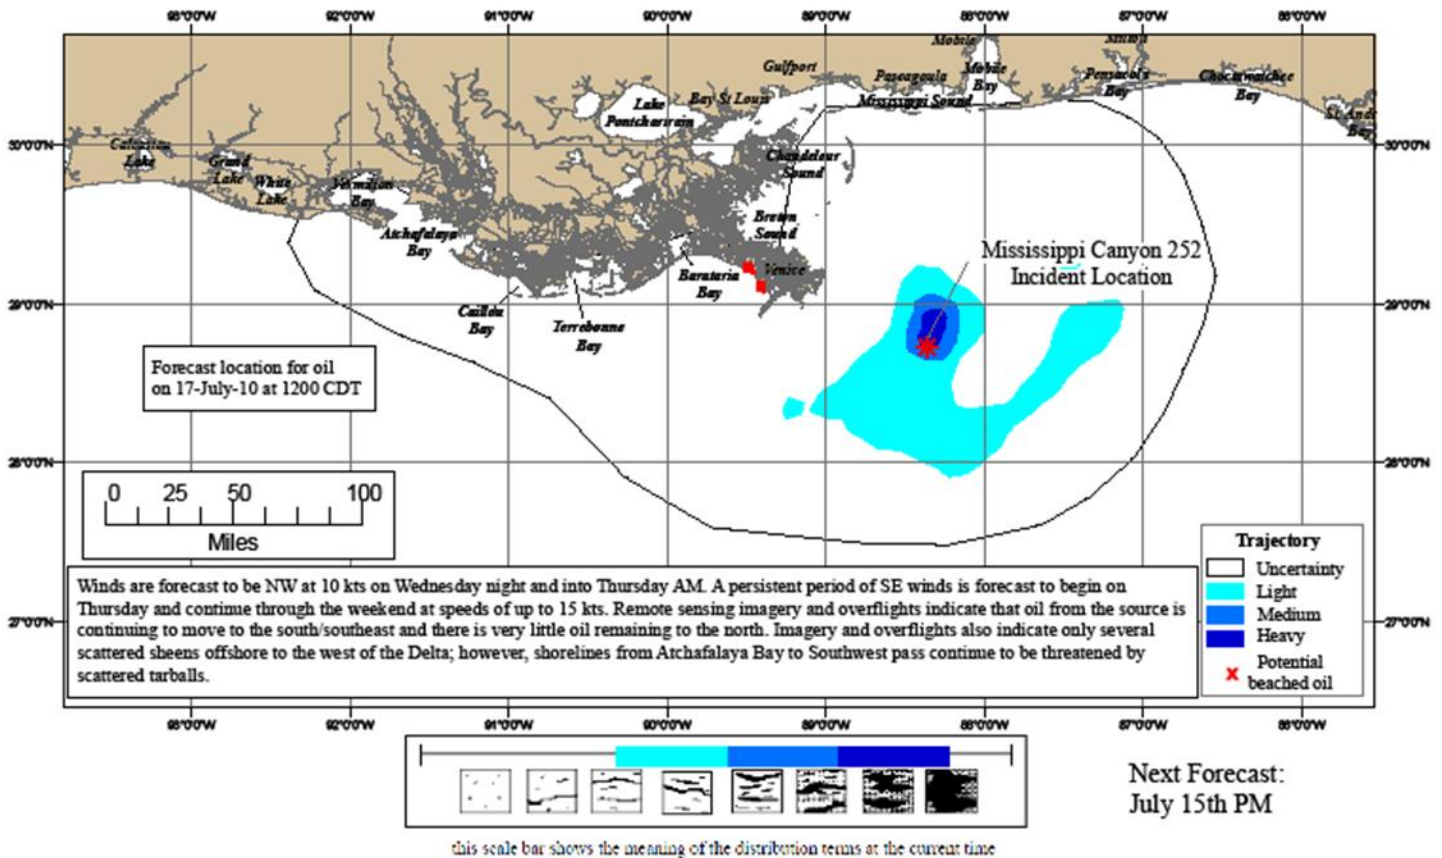 93°0'0"W 92°0'0"W 91°0'0"W 90°0'0"W 89°0'0"W 88°0'0"W 87°0'0"W 86°0'0"W
Mobile
Milton
Gulfport
Pascagoula
Mobile
Bay
Pensacola
Bay
Choctawhatchee
Bay
Bay St Louis
Mississippi Sound
Lake
Pontchartrain
St. Andr
Bay
30°0'0"N
30°0'0"N
Calcasieu
Lake
Grand
Lake
White
Lake
Vermilion
Bay
Chandeleur
Sound
Atchafalaya
Bay
Breton
Sound
Mississippi Canyon 252
Incident Location
Barataria
Bay
Venice
29°0'0"N
29°0'0"N
Caillou
Bay
Terrebonne
Bay
Forecast location for oil
on 17-July-10 at 1200 CDT
28°0'0"N
28°0'0"N
0 25 50 100
Miles
Trajectory
Uncertainty
Light
Medium
Heavy
Potential
beached oil
Winds are forecast to be NW at 10 kts on Wednesday night and into Thursday AM. A persistent period of SE winds is forecast to begin on
Thursday and continue through the weekend at speeds of up to 15 kts. Remote sensing imagery and overflights indicate that oil from the source is
continuing to move to the south/southeast and there is very little oil remaining to the north. Imagery and overflights also indicate only several
scattered sheens offshore to the west of the Delta; however, shorelines from Atchafalaya Bay to Southwest pass continue to be threatened by
scattered tarballs.
27°0'0"N
27°0'0"N
93°0'0"W 92°0'0"W 91°0'0"W 90°0'0"W 89°0'0"W 88°0'0"W 87°0'0"W 86°0'0"W
Next Forecast:
July 15th PM
this scale bar shows the meaning of the distribution terms at the current time